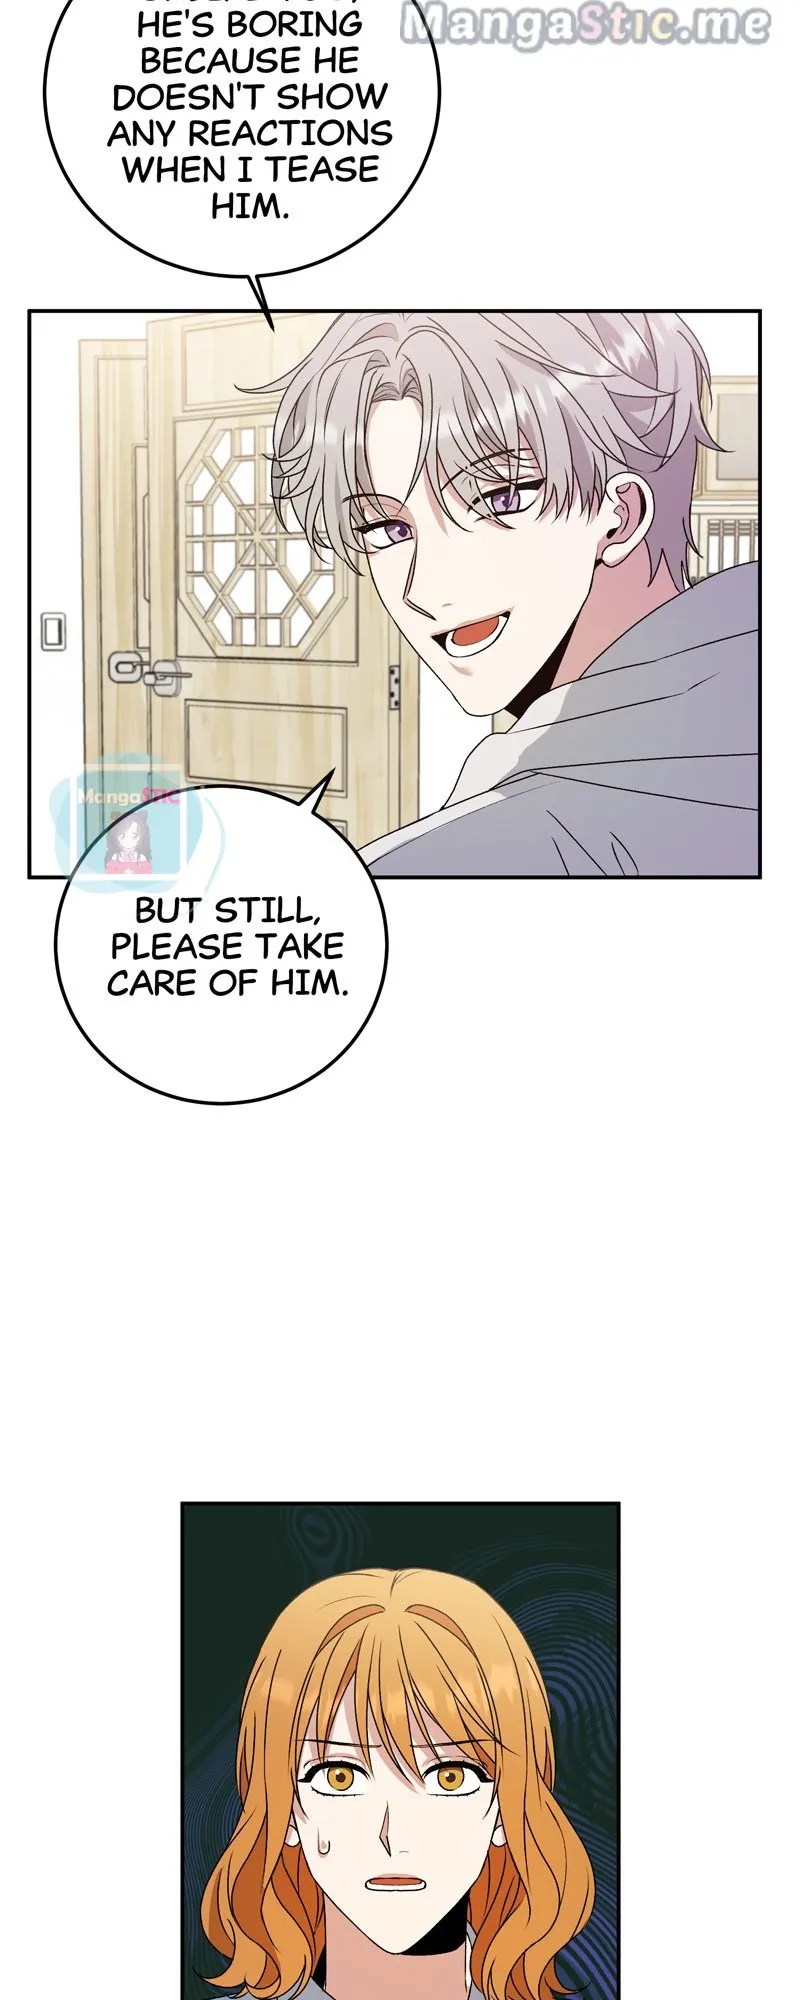 MangaStic.me
HE'S BORING
BECAUSE HE
DOESN'T SHOW
ANY REACTIONS
WHEN I TEASE
HIM.
MangaSTIC
BUT STILL,
PLEASE TAKE
CARE OF HIM.